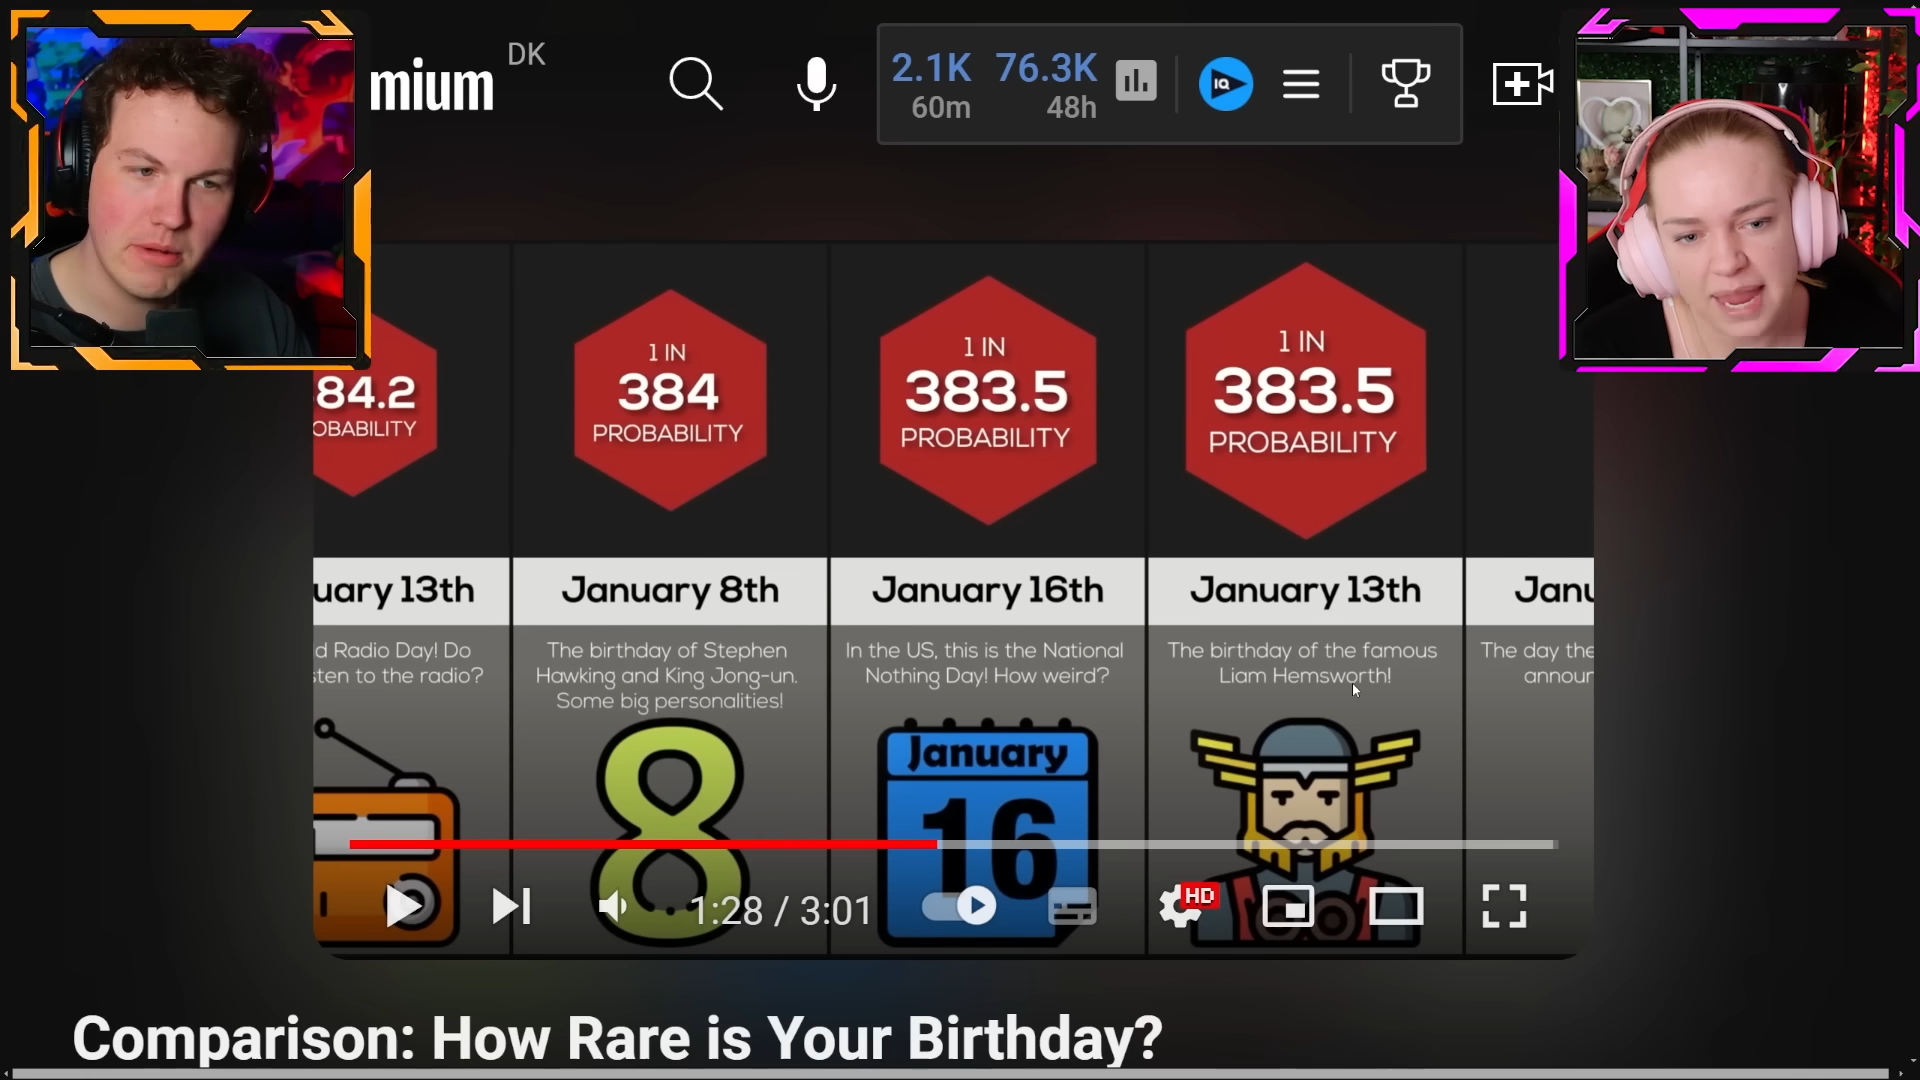 mium DK
2.1K 76.3K
60m 48h
IQ
84.2
OBABILITY
1 IN
384
PROBABILITY
1 IN
383.5
PROBABILITY
1 IN
383.5
PROBABILITY
uary 13th
January 8th
January 16th
January 13th
Janu
d Radio Day! Do
sten to the radio?
The birthday of Stephen
Hawking and King Jong-un.
Some big personalities!
In the US, this is the National
Nothing Day! How weird?
The birthday of the famous
Liam Hemsworth!
The day the
announ
8
January
16
1:28 / 3:01
HD
Comparison: How Rare is Your Birthday?